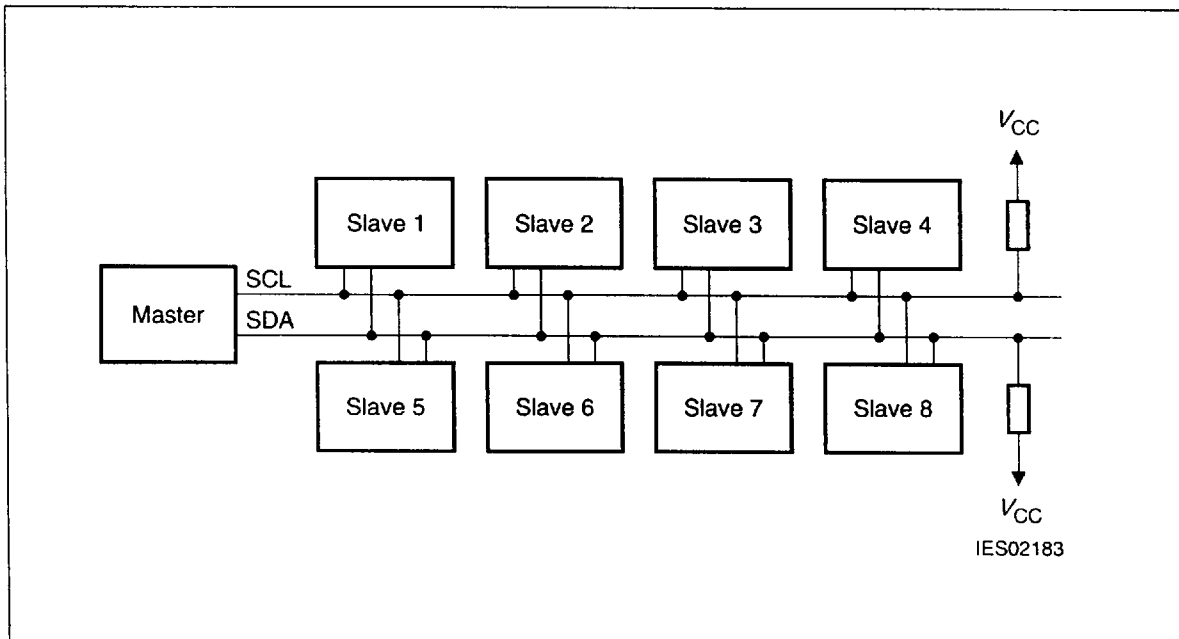 V_CC
Slave 1
Slave 2
Slave 3
Slave 4
SCL
Master
SDA
Slave 5
Slave 6
Slave 7
Slave 8
V_CC
IES02183